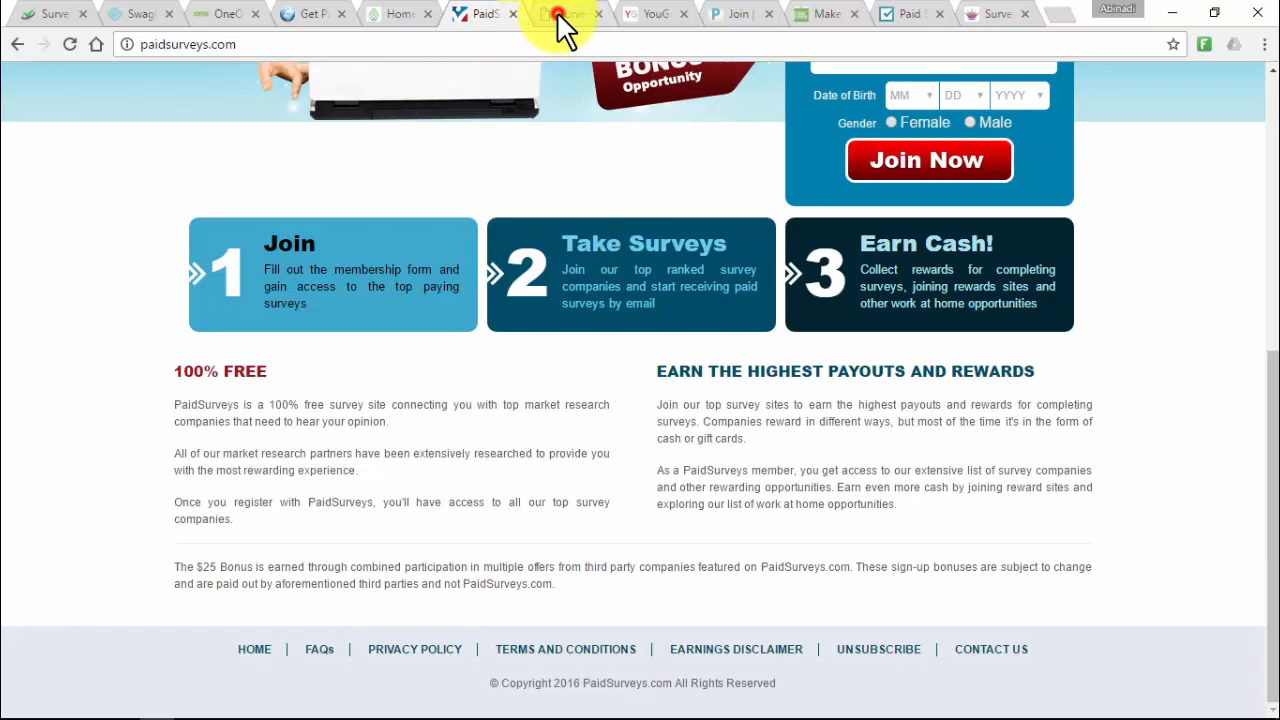 Surve
Swag
OneO
Get P
Home
PaidS
Surve
YouG
Join |
Make
Paid S
Surve
Abinadi
paidsurveys.com
BONUS
Opportunity
Date of Birth MM DD YYYY
Gender Female Male
Join Now
1 Join
Fill out the membership form and
gain access to the top paying
surveys
2 Take Surveys
Join our top ranked survey
companies and start receiving paid
surveys by email
3 Earn Cash!
Collect rewards for completing
surveys, joining rewards sites and
other work at home opportunities
100% FREE
PaidSurveys is a 100% free survey site connecting you with top market research
companies that need to hear your opinion.
All of our market research partners have been extensively researched to provide you
with the most rewarding experience.
Once you register with PaidSurveys, you'll have access to all our top survey
companies.
EARN THE HIGHEST PAYOUTS AND REWARDS
Join our top survey sites to earn the highest payouts and rewards for completing
surveys. Companies reward in different ways, but most of the time it's in the form of
cash or gift cards.
As a PaidSurveys member, you get access to our extensive list of survey companies
and other rewarding opportunities. Earn even more cash by joining reward sites and
exploring our list of work at home opportunities.
The $25 Bonus is earned through combined participation in multiple offers from third party companies featured on PaidSurveys.com. These sign-up bonuses are subject to change
and are paid out by aforementioned third parties and not PaidSurveys.com.
HOME | FAQs | PRIVACY POLICY | TERMS AND CONDITIONS | EARNINGS DISCLAIMER | UNSUBSCRIBE | CONTACT US
© Copyright 2016 PaidSurveys.com All Rights Reserved